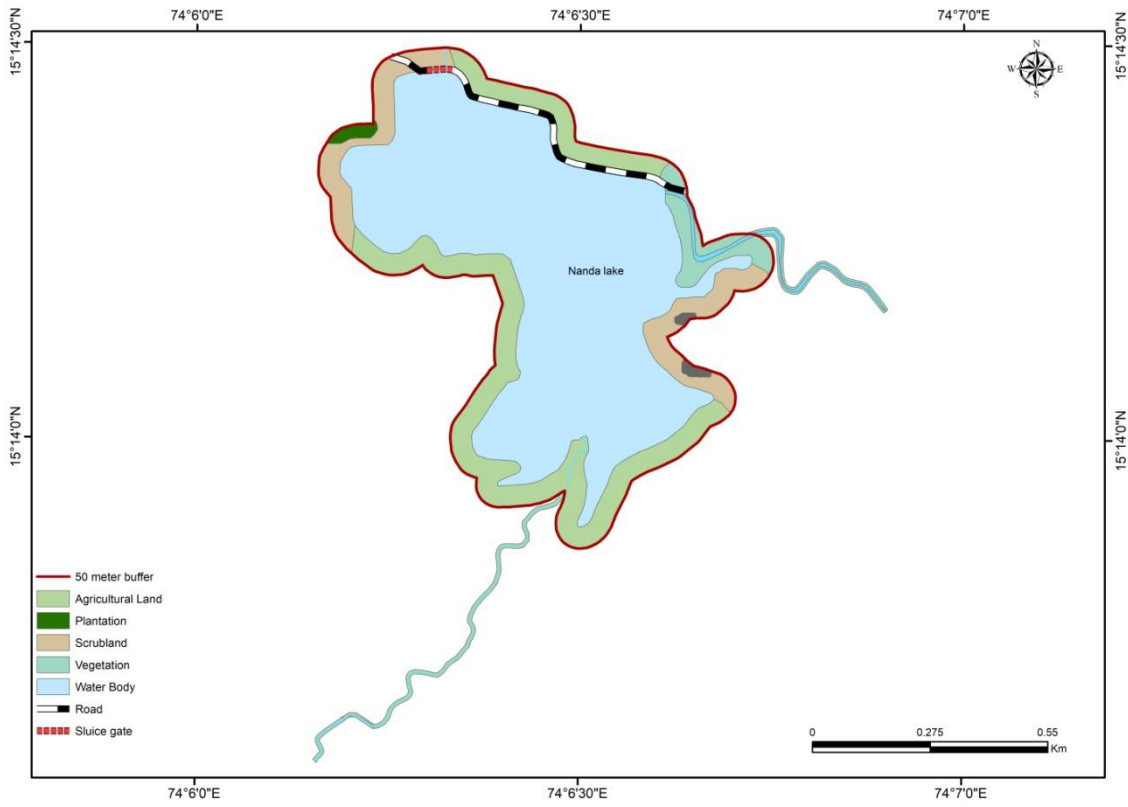 74°6'0"E 74°6'30"E 74°7'0"E
15°14'30"N 15°14'30"N
N
W E
S
Nanda lake
15°14'0"N 15°14'0"N
50 meter buffer
Agricultural Land
Plantation
Scrubland
Vegetation
Water Body
Road
Sluice gate
0 0.275 0.55
Km
74°6'0"E 74°6'30"E 74°7'0"E